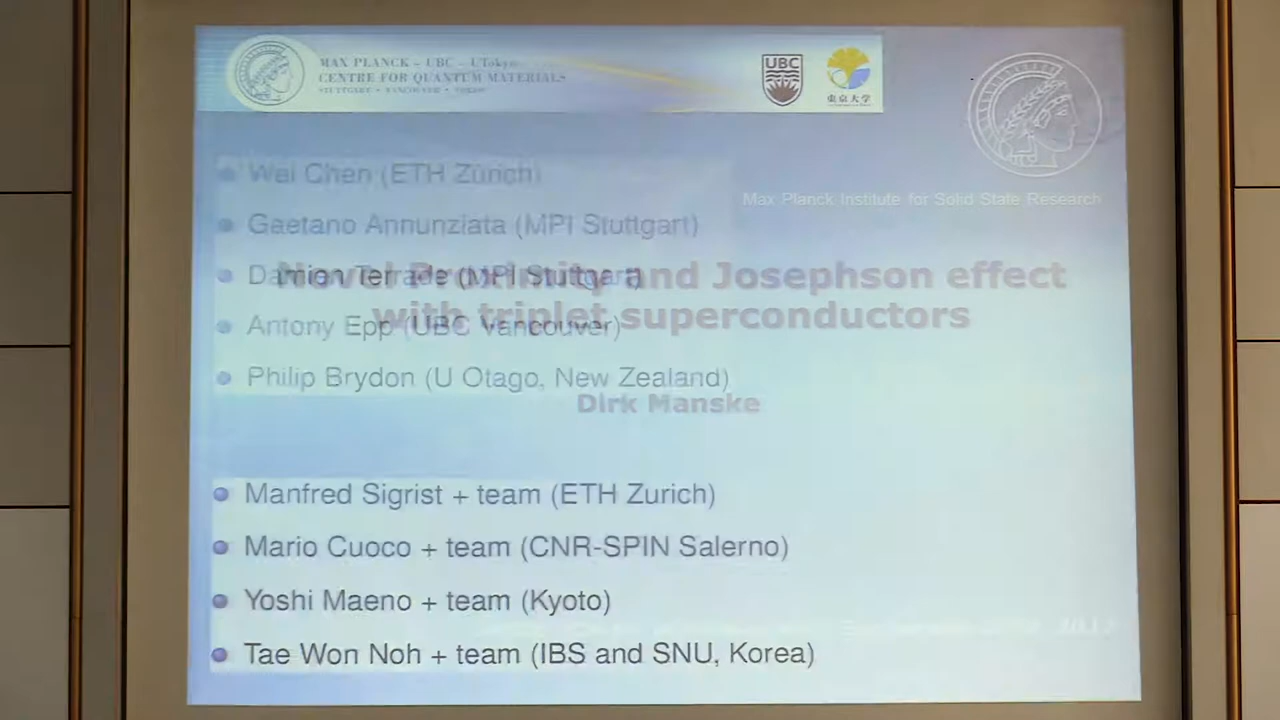 MAX PLANCK - UBC - UTokyo
CENTRE FOR QUANTUM MATERIALS
STUTTGART • VANCOUVER • TOKYO
UBC
東京大学
Max Planck Institute for Solid State Research
Wei Chen (ETH Zürich)
Gaetano Annunziata (MPI Stuttgart)
Damien Terrade (MPI Stuttgart)
Antony Epp (UBC Vancouver)
Philip Brydon (U Otago, New Zealand)
Novel Proximity and Josephson effect
with triplet superconductors
Dirk Manske
Manfred Sigrist + team (ETH Zurich)
Mario Cuoco + team (CNR-SPIN Salerno)
Yoshi Maeno + team (Kyoto)
Tae Won Noh + team (IBS and SNU, Korea)